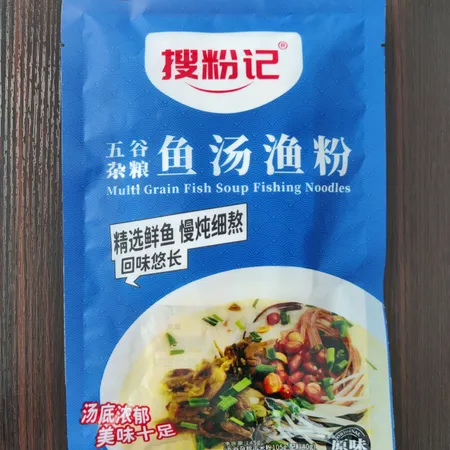 搜粉记®
五谷杂粮 鱼汤渔粉
Multi Grain Fish Soup Fishing Noodles
精选鲜鱼 慢炖细熬
回味悠长
汤底浓郁
美味十足
原味